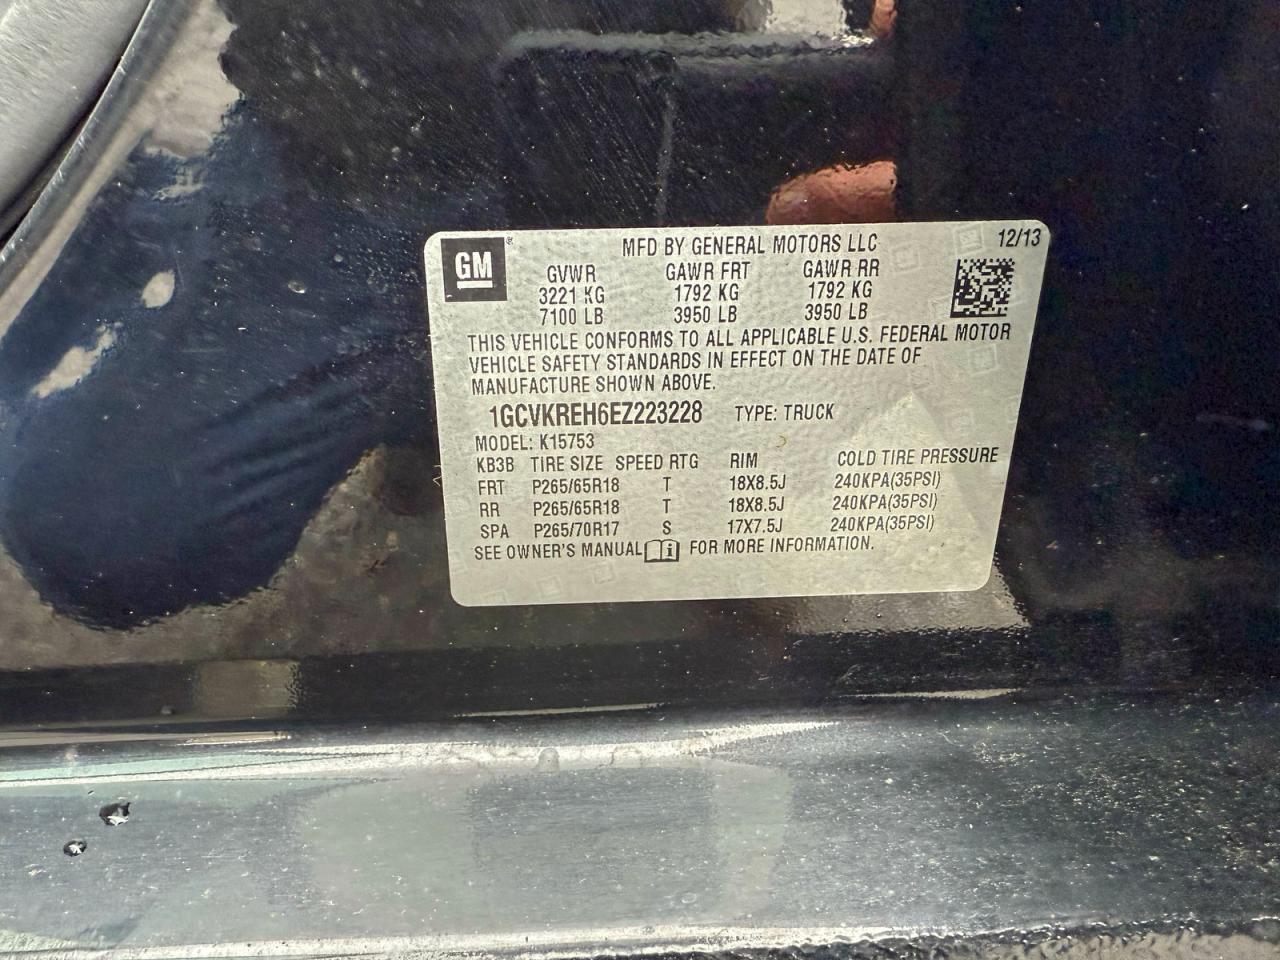 GM
®
MFD BY GENERAL MOTORS LLC
12/13
GVWR GAWR FRT GAWR RR
3221 KG 1792 KG 1792 KG
7100 LB 3950 LB 3950 LB
THIS VEHICLE CONFORMS TO ALL APPLICABLE U.S. FEDERAL MOTOR
VEHICLE SAFETY STANDARDS IN EFFECT ON THE DATE OF
MANUFACTURE SHOWN ABOVE.
1GCVKREH6EZ223228 TYPE: TRUCK
MODEL: K15753
KB3B TIRE SIZE SPEED RTG RIM COLD TIRE PRESSURE
FRT P265/65R18 T 18X8.5J 240KPA(35PSI)
RR P265/65R18 T 18X8.5J 240KPA(35PSI)
SPA P265/70R17 S 17X7.5J 240KPA(35PSI)
SEE OWNER'S MANUAL i FOR MORE INFORMATION.